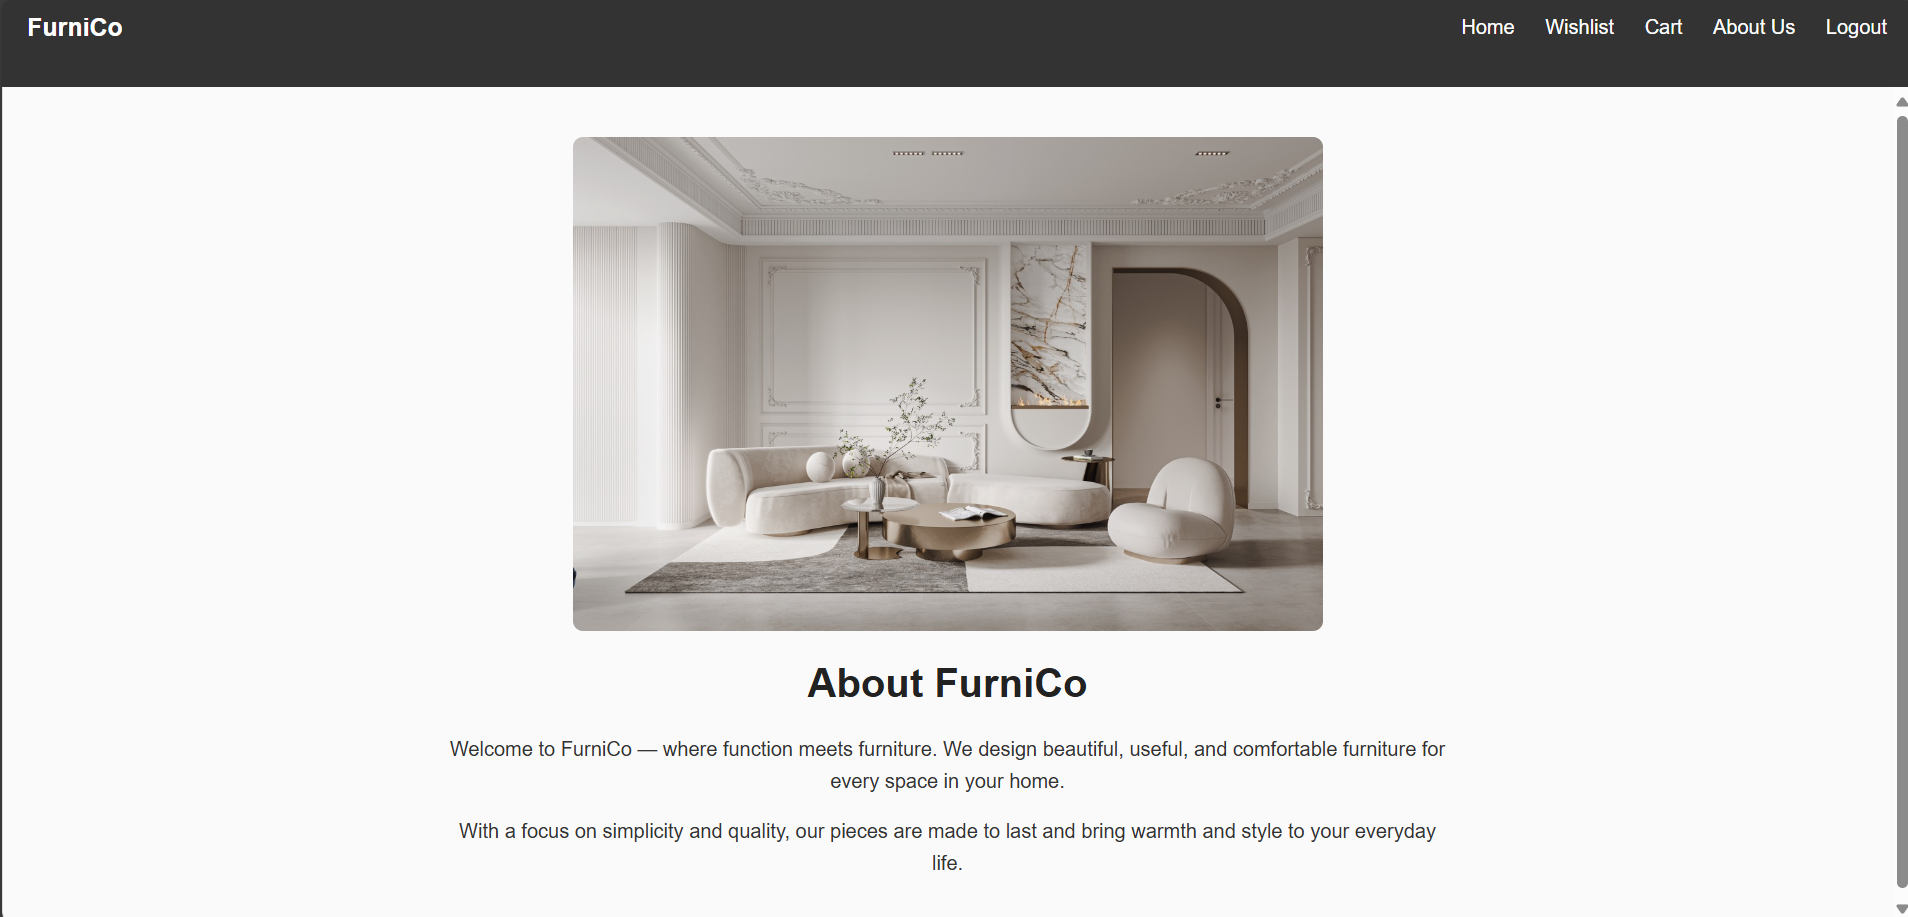 FurniCo
Home Wishlist Cart About Us Logout
About FurniCo
Welcome to FurniCo — where function meets furniture. We design beautiful, useful, and comfortable furniture for
every space in your home.
With a focus on simplicity and quality, our pieces are made to last and bring warmth and style to your everyday
life.